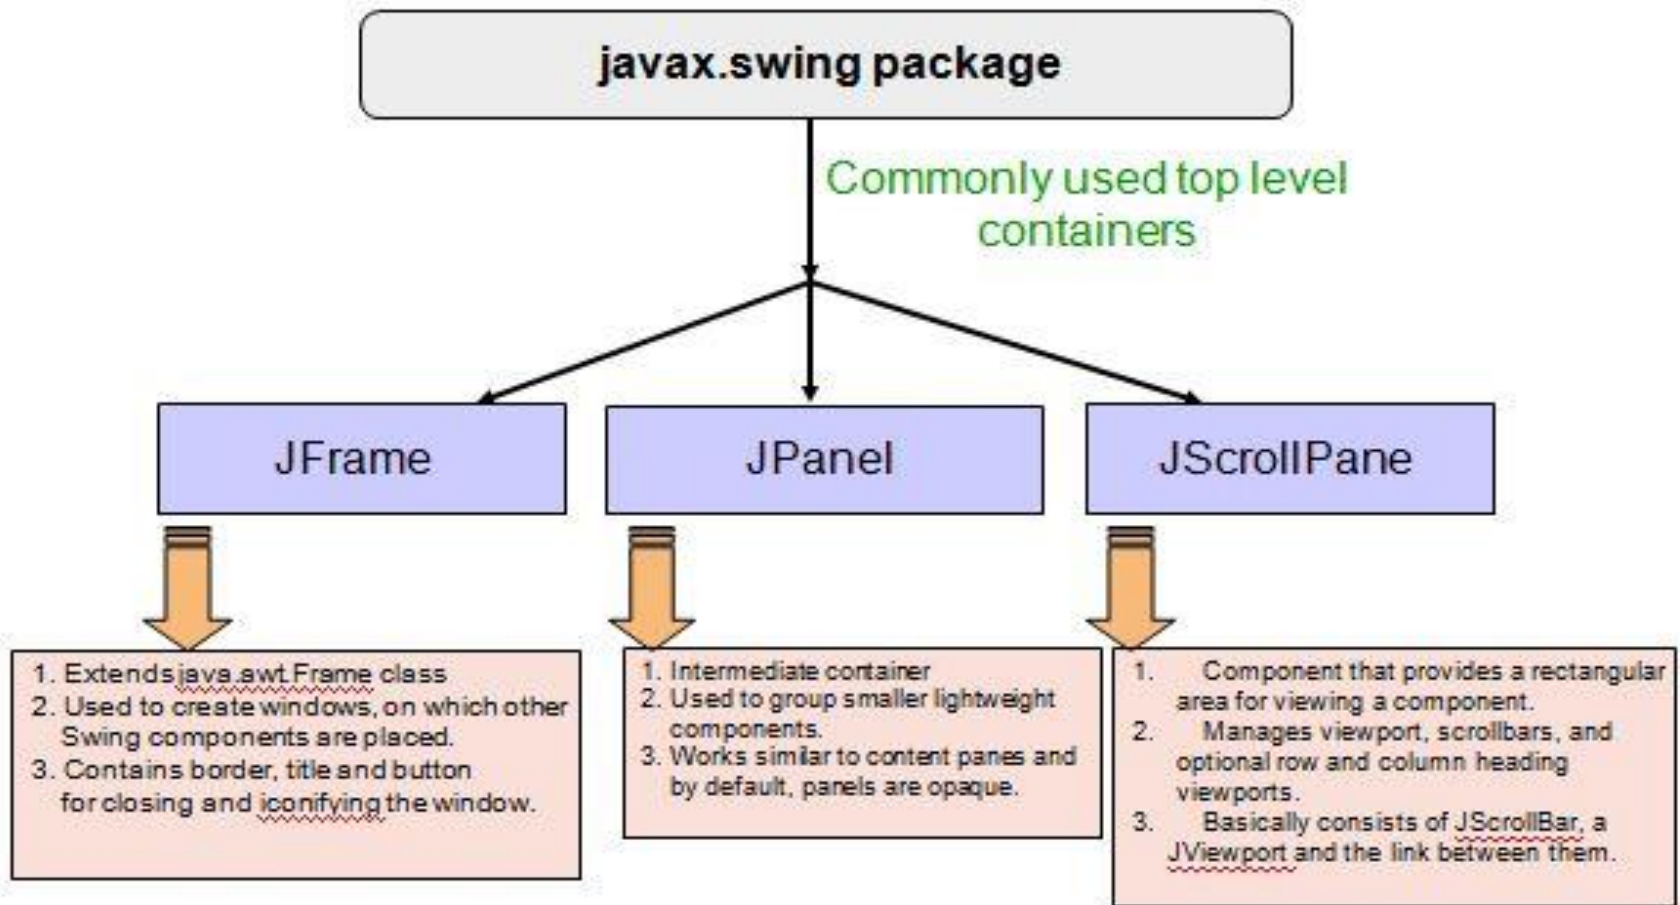 javax.swing package
Commonly used top level
containers
JFrame
JPanel
JScrollPane
1. Extends java.awt.Frame class
2. Used to create windows, on which other
Swing components are placed.
3. Contains border, title and button
for closing and iconifying the window.
1. Intermediate container
2. Used to group smaller lightweight
components.
3. Works similar to content panes and
by default, panels are opaque.
1. Component that provides a rectangular
area for viewing a component.
2. Manages viewport, scrollbars, and
optional row and column heading
viewports.
3. Basically consists of JScrollBar, a
JViewport and the link between them.